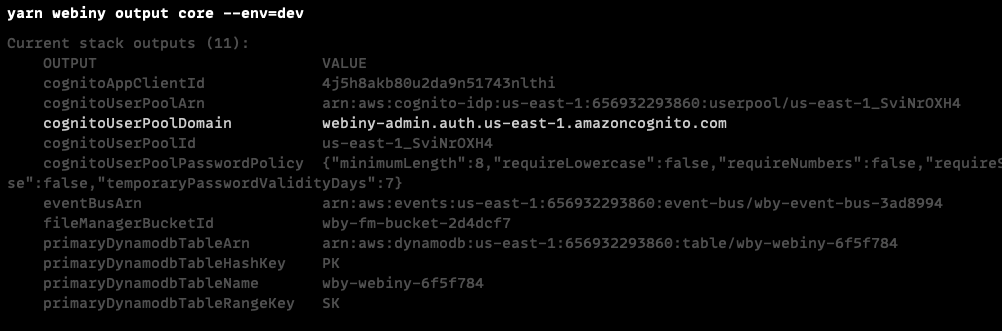 yarn webiny output core --env=dev
Current stack outputs (11):
OUTPUT VALUE
cognitoAppClientId 4j5h8akb80u2da9n51743nlthi
cognitoUserPoolArn arn:aws:cognito-idp:us-east-1:656932293860:userpool/us-east-1_SviNrOXH4
cognitoUserPoolDomain webiny-admin.auth.us-east-1.amazoncognito.com
cognitoUserPoolId us-east-1_SviNrOXH4
cognitoUserPoolPasswordPolicy {"minimumLength":8,"requireLowercase":false,"requireNumbers":false,"requireS
se":false,"temporaryPasswordValidityDays":7}
eventBusArn arn:aws:events:us-east-1:656932293860:event-bus/wby-event-bus-3ad8994
fileManagerBucketId wby-fm-bucket-2d4dcf7
primaryDynamodbTableArn arn:aws:dynamodb:us-east-1:656932293860:table/wby-webiny-6f5f784
primaryDynamodbTableHashKey PK
primaryDynamodbTableName wby-webiny-6f5f784
primaryDynamodbTableRangeKey SK